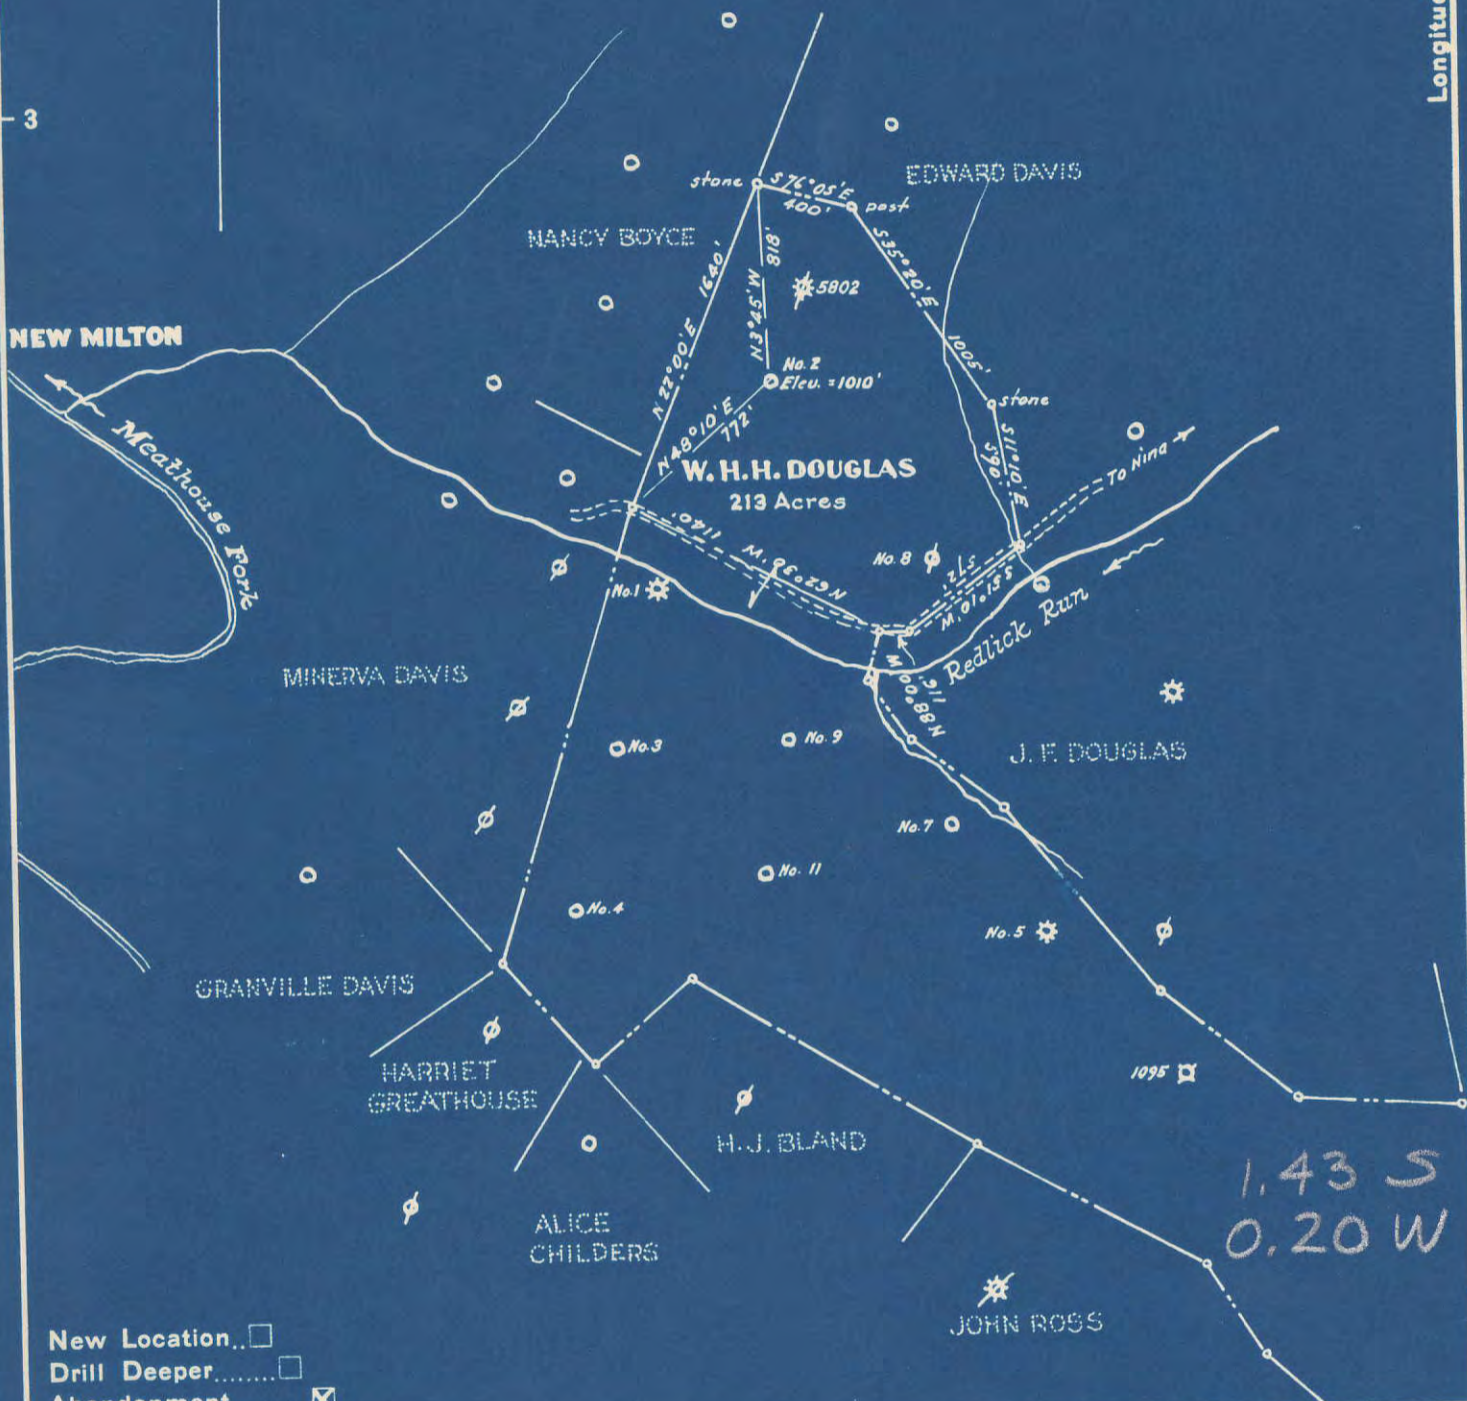 Longitu
3
EDWARD DAVIS
stone
S76°05'E
400'
post
NANCY BOYCE
N22°00'E 1640'
N3°45'W 818'
5802
S35°20'E 1005'
NEW MILTON
No. 2
Elev. = 1010'
stone
N48°10'E
772'
S11°10'E
590'
Meathouse Fork
W. H. H. DOUGLAS
213 Acres
To Nina
N62°30'W 1140'
No. 8
S51°10'W
572'
No. 1
Redlick Run
N88°00'W
116'
MINERVA DAVIS
No. 3
No. 9
J. F. DOUGLAS
No. 7
No. 11
No. 4
No. 5
GRANVILLE DAVIS
HARRIET
GREATHOUSE
1095
H. J. BLAND
1.43 S
0.20 W
ALICE
CHILDERS
JOHN ROSS
New Location..
Drill Deeper........
Abandonment